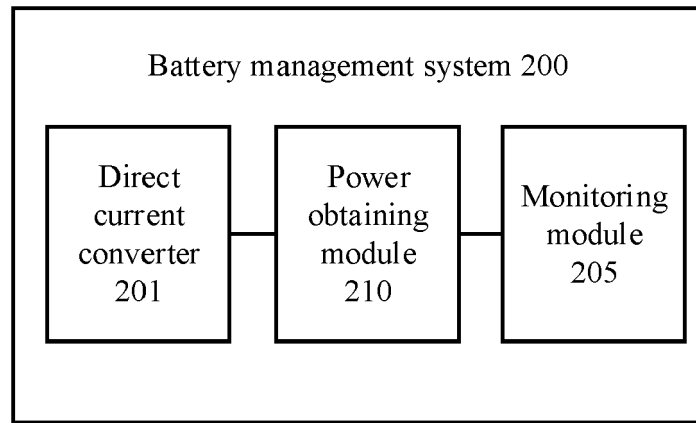 Battery management system 200
Direct
current
converter
201
Power
obtaining
module
210
Monitoring
module
205